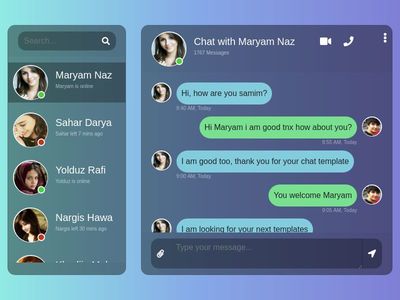 Search...
Maryam Naz
Maryam is online
Sahar Darya
Sahar left 7 mins ago
Yolduz Rafi
Yolduz is online
Nargis Hawa
Nargis left 30 mins ago
Chat with Maryam Naz
1767 Messages
Hi, how are you samim?
8:40 AM, Today
Hi Maryam i am good tnx how about you?
8:55 AM, Today
I am good too, thank you for your chat template
9:00 AM, Today
You welcome Maryam
9:05 AM, Today
I am looking for your next templates
Type your message...